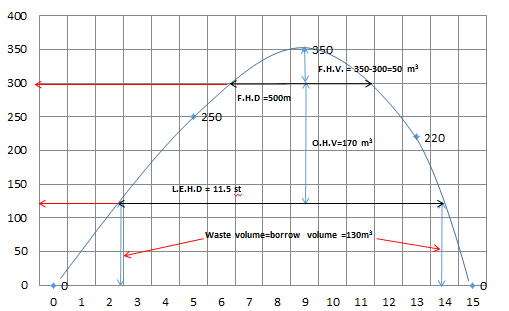 400
350
350
F.H.V. = 350-300=50 m³
300
F.H.D =500m
250
250
220
O.H.V=170 m³
200
150
L.E.H.D = 11.5 st
100
Waste volume=borrow volume =130m³
50
0
0
0
0 1 2 3 4 5 6 7 8 9 10 11 12 13 14 15